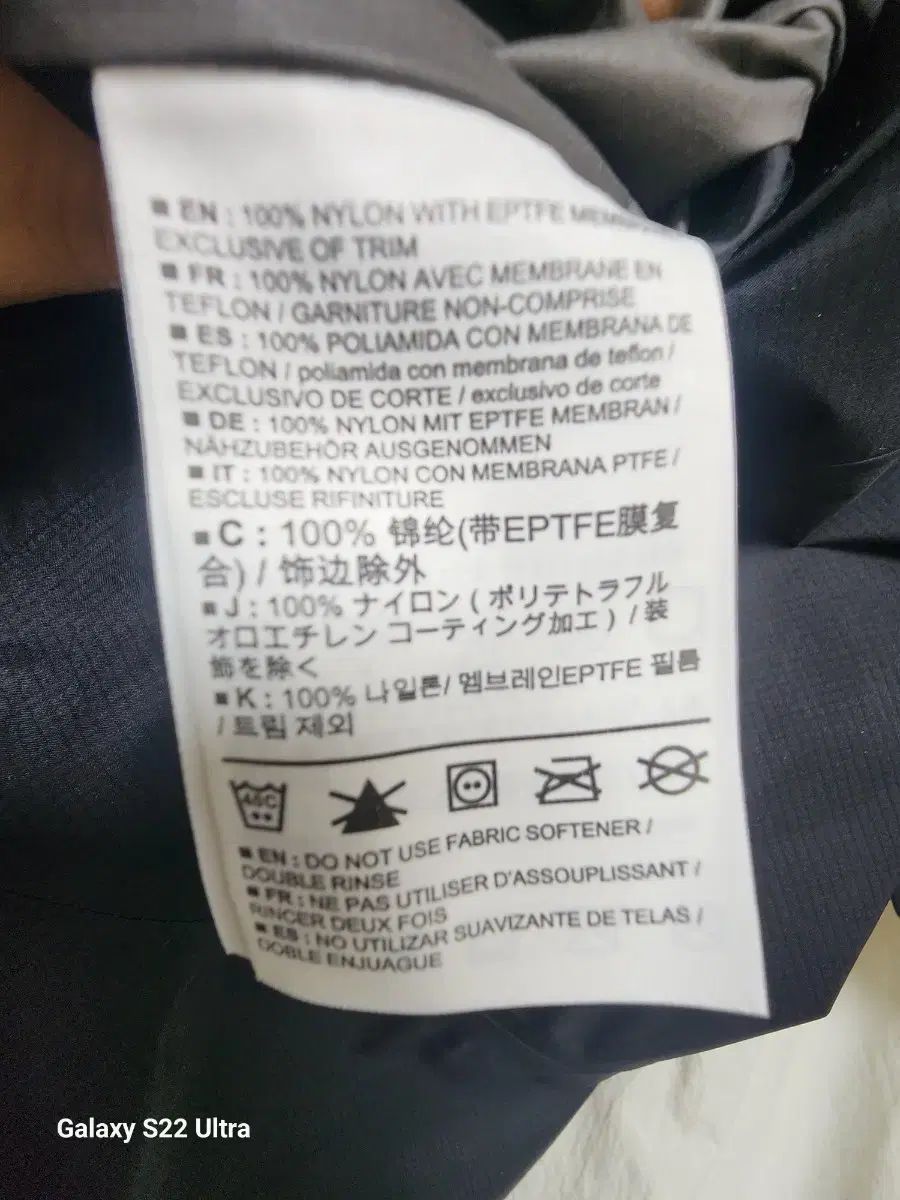 ■ EN : 100% NYLON WITH EPTFE
EXCLUSIVE OF TRIM
■ FR : 100% NYLON AVEC MEMBRANE EN
TEFLON / GARNITURE NON-COMPRISE
■ ES : 100% POLIAMIDA CON MEMBRANA DE
TEFLON / poliamida con membrana de teflon /
EXCLUSIVO DE CORTE / exclusivo de corte
■ DE : 100% NYLON MIT EPTFE MEMBRAN /
NÄHZUBEHÖR AUSGENOMMEN
■ IT : 100% NYLON CON MEMBRANA PTFE /
ESCLUSE RIFINITURE
■ C : 100% 锦纶(带EPTFE膜复
合) / 饰边除外
■ J : 100% ナイロン ( ポリテトラフル
オロエチレン コーティング加工 ) / 装
飾を除く
■ K : 100% 나일론/ 멤브레인EPTFE 필름
/ 트림 제외
40C
■ EN : DO NOT USE FABRIC SOFTENER /
DOUBLE RINSE
■ FR : NE PAS UTILISER D'ASSOUPLISSANT /
RINCER DEUX FOIS
■ ES : NO UTILIZAR SUAVIZANTE DE TELAS /
DOBLE ENJUAGUE
Galaxy S22 Ultra